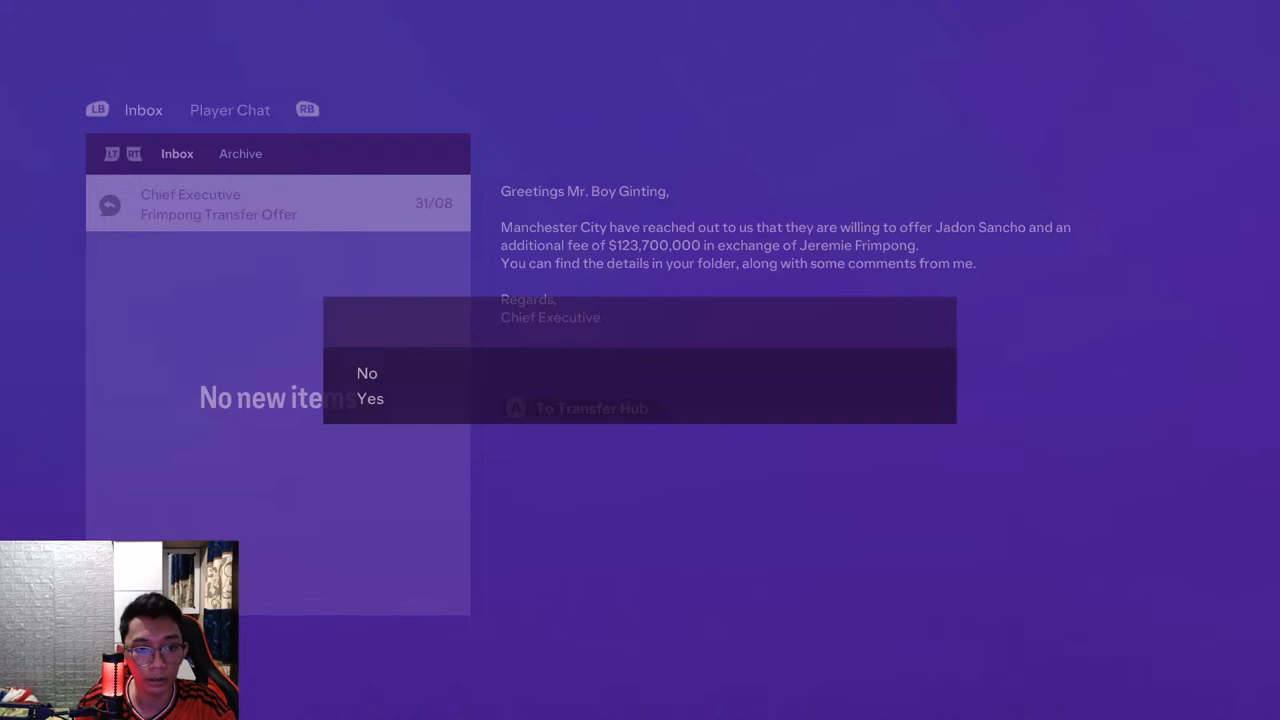 LB Inbox Player Chat RB
LT RT Inbox Archive
Chief Executive
Frimpong Transfer Offer
31/08
No new items
Greetings Mr. Boy Ginting,
Manchester City have reached out to us that they are willing to offer Jadon Sancho and an
additional fee of $123,700,000 in exchange of Jeremie Frimpong.
You can find the details in your folder, along with some comments from me.
Regards,
Chief Executive
No
Yes
A To Transfer Hub